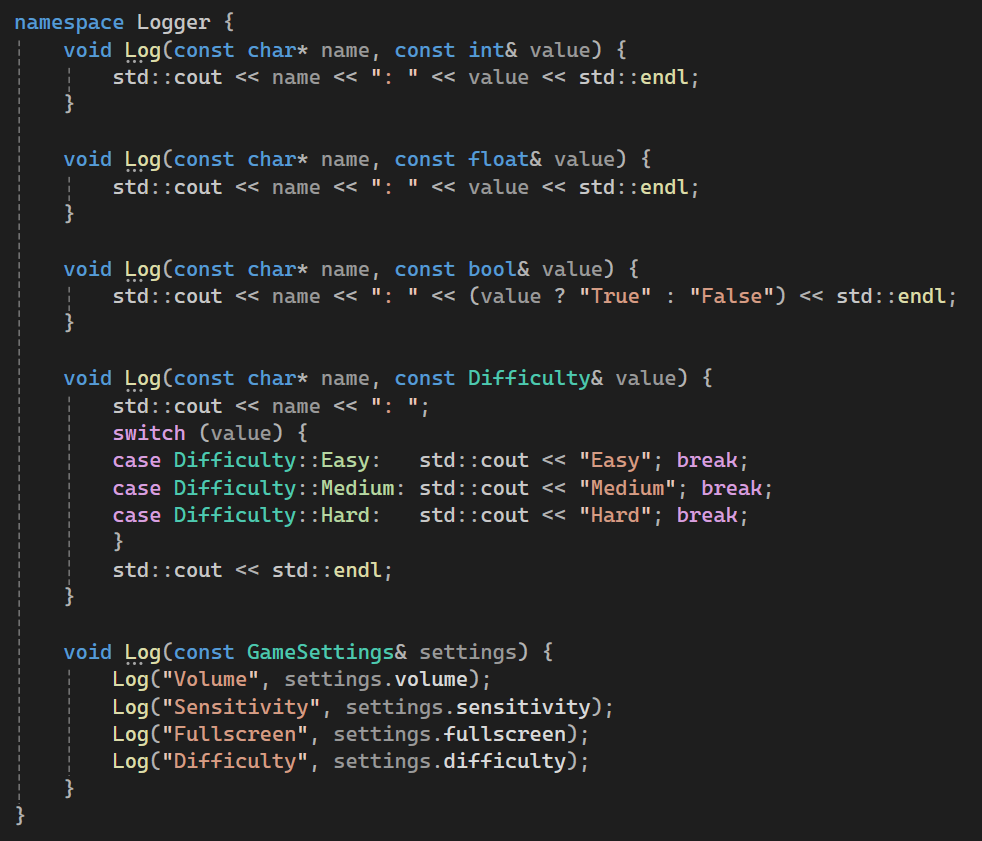 namespace Logger {
    void Log(const char* name, const int& value) {
        std::cout << name << ": " << value << std::endl;
    }

    void Log(const char* name, const float& value) {
        std::cout << name << ": " << value << std::endl;
    }

    void Log(const char* name, const bool& value) {
        std::cout << name << ": " << (value ? "True" : "False") << std::endl;
    }

    void Log(const char* name, const Difficulty& value) {
        std::cout << name << ": ";
        switch (value) {
        case Difficulty::Easy:   std::cout << "Easy"; break;
        case Difficulty::Medium: std::cout << "Medium"; break;
        case Difficulty::Hard:   std::cout << "Hard"; break;
        }
        std::cout << std::endl;
    }

    void Log(const GameSettings& settings) {
        Log("Volume", settings.volume);
        Log("Sensitivity", settings.sensitivity);
        Log("Fullscreen", settings.fullscreen);
        Log("Difficulty", settings.difficulty);
    }
}